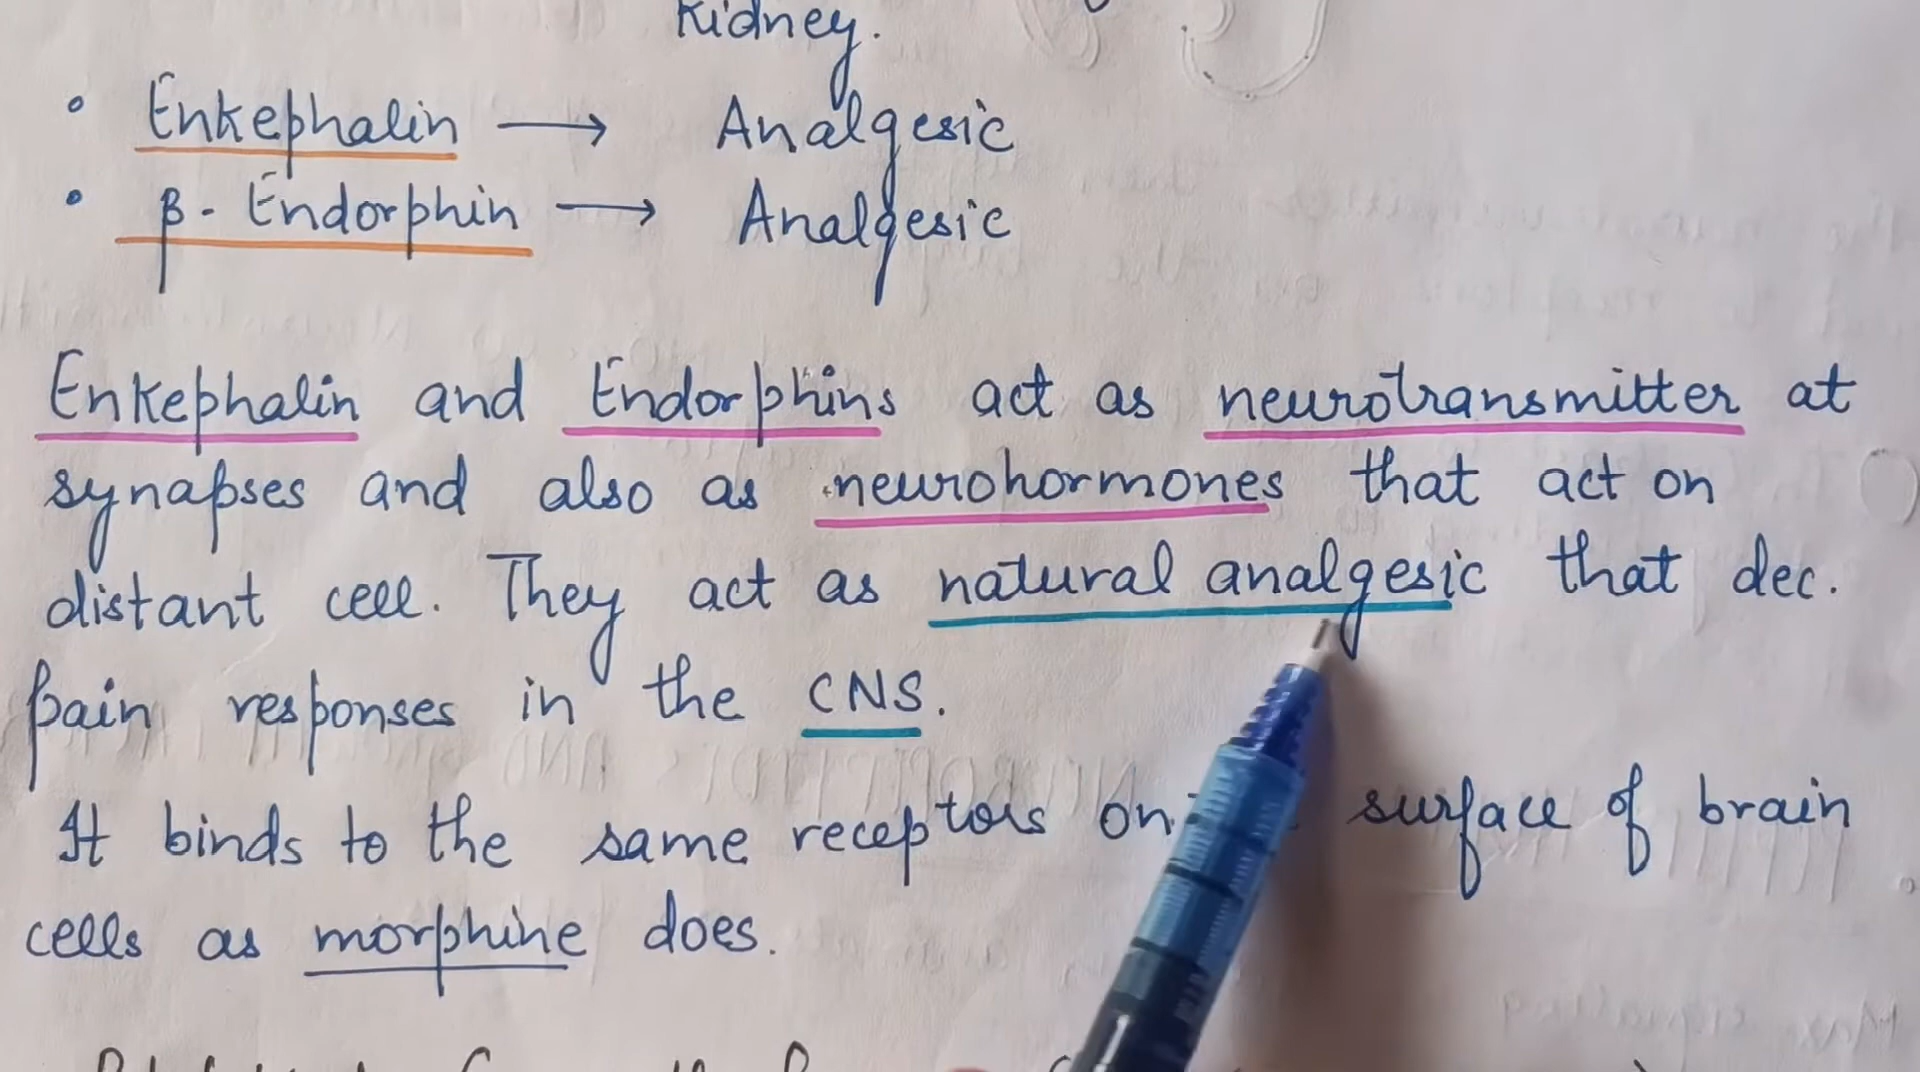 Kidney.
• Enkephalin → Analgesic
• β - Endorphin → Analgesic
Enkephalin and Endorphins act as neurotransmitter at
synapses and also as neurohormones that act on
distant cell. They act as natural analgesic that dec.
pain responses in the CNS.
It binds to the same receptors on surface of brain
cells as morphine does.